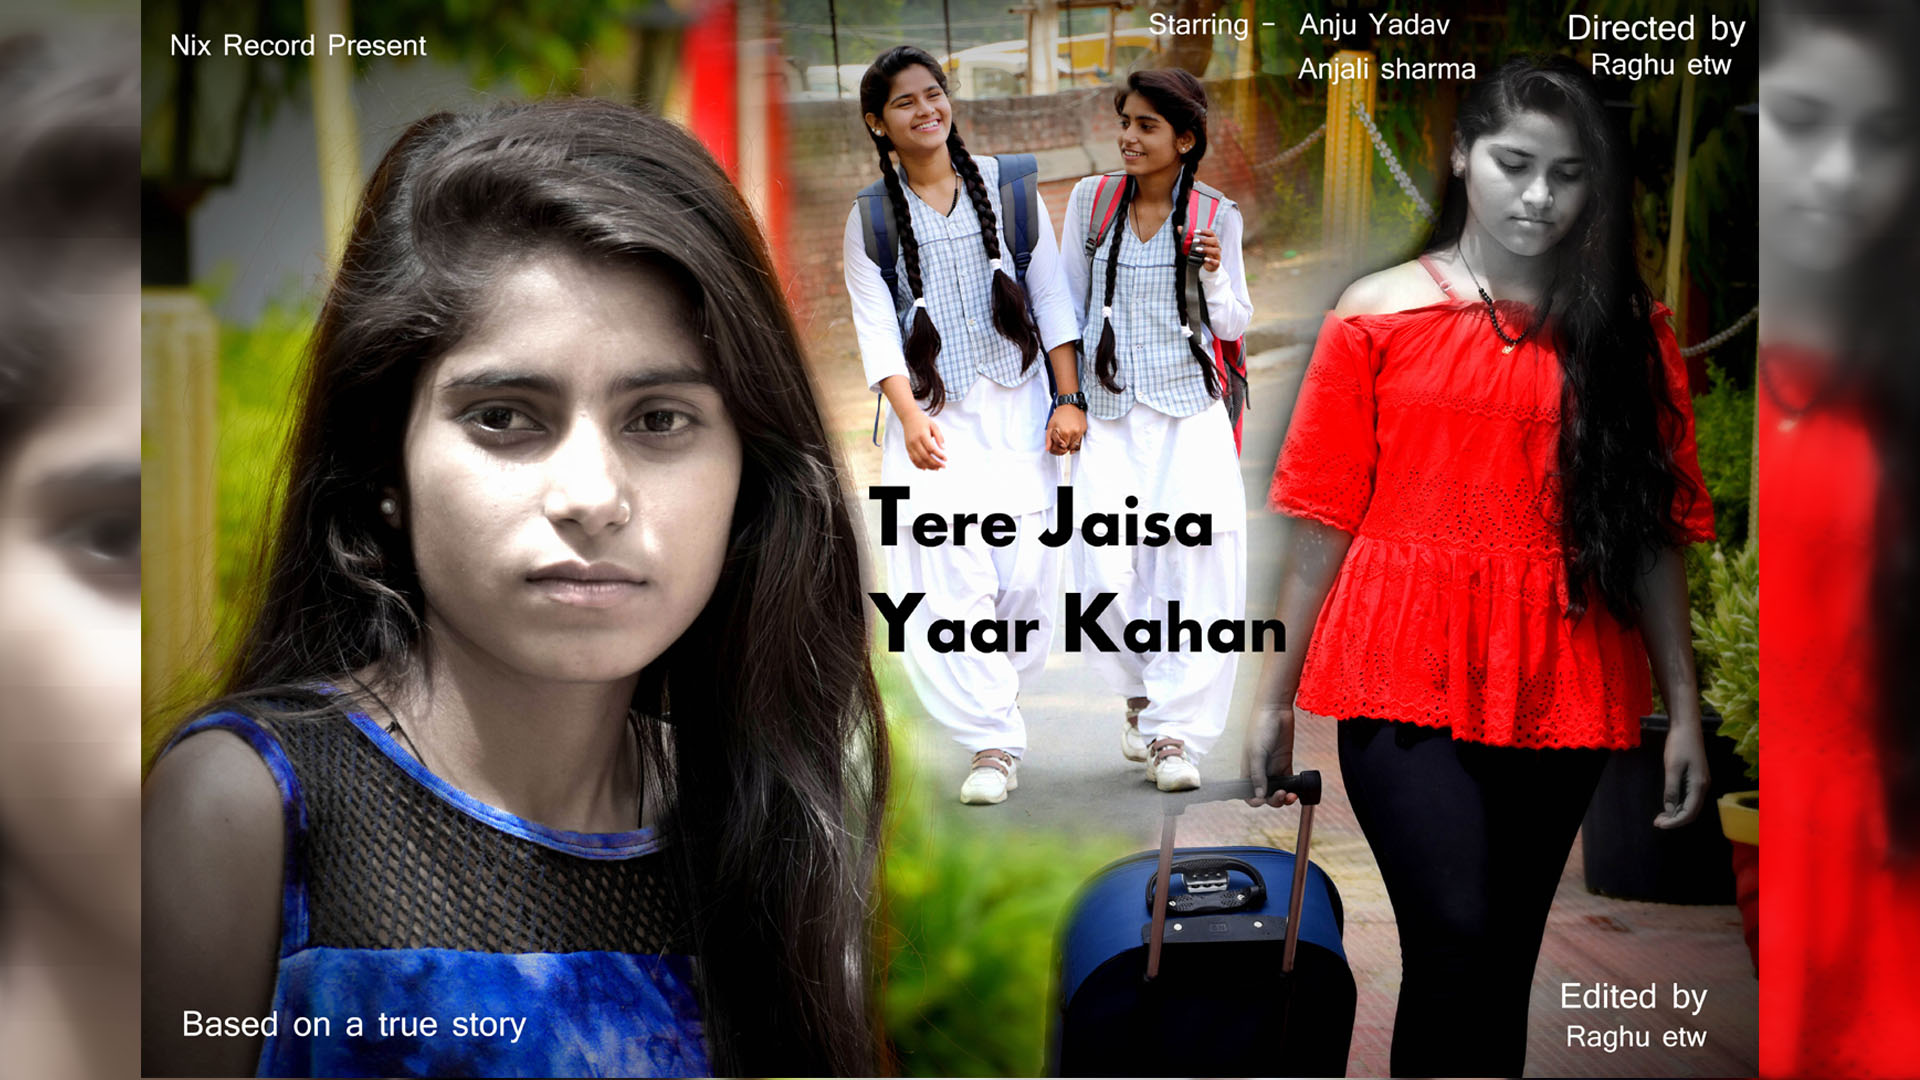 Nix Record Present
Starring - Anju Yadav
Anjali sharma
Directed by
Raghu etw
Tere Jaisa
Yaar Kahan
Based on a true story
Edited by
Raghu etw